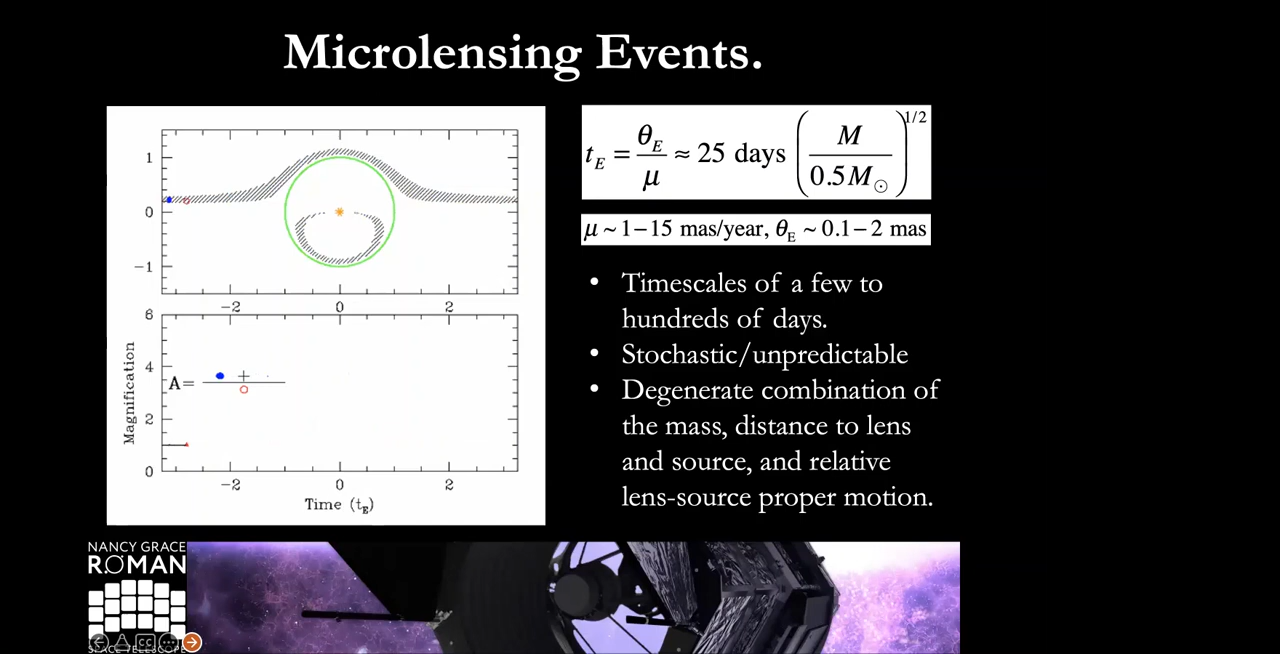 Microlensing Events.
1
0
−1
−2 0 2
6
4
2
0
Magnification
A= +
−2 0 2
Time (t_E)
t_E = θ_E / μ ≈ 25 days (M / 0.5M_⊙)^1/2
μ ~ 1−15 mas/year, θ_E ~ 0.1−2 mas
• Timescales of a few to
hundreds of days.
• Stochastic/unpredictable
• Degenerate combination of
the mass, distance to lens
and source, and relative
lens-source proper motion.
NANCY GRACE
ROMAN
CC
SPACE TELESCOPE